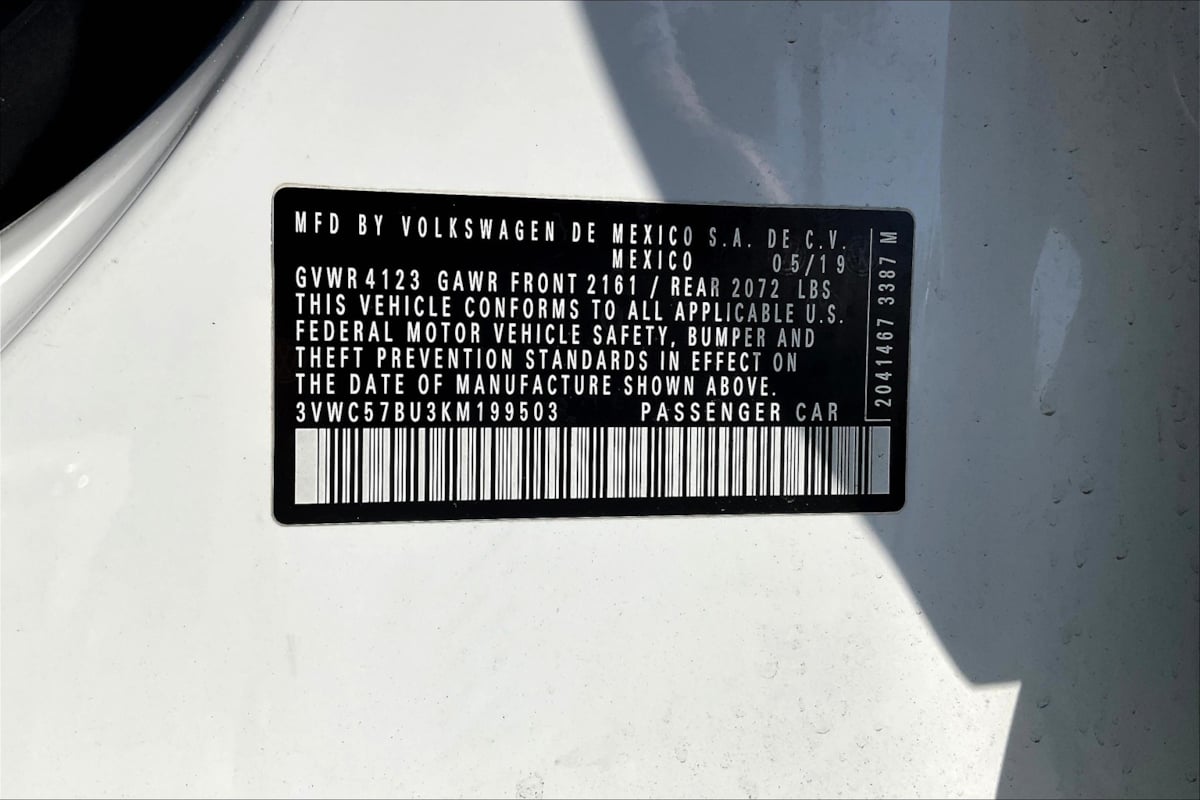 MFD BY VOLKSWAGEN DE MEXICO S.A. DE C.V.
MEXICO 05/19
GVWR 4123 GAWR FRONT 2161 / REAR 2072 LBS
THIS VEHICLE CONFORMS TO ALL APPLICABLE U.S.
FEDERAL MOTOR VEHICLE SAFETY, BUMPER AND
THEFT PREVENTION STANDARDS IN EFFECT ON
THE DATE OF MANUFACTURE SHOWN ABOVE.
3VWC57BU3KM199503 PASSENGER CAR
2041467 3387 M